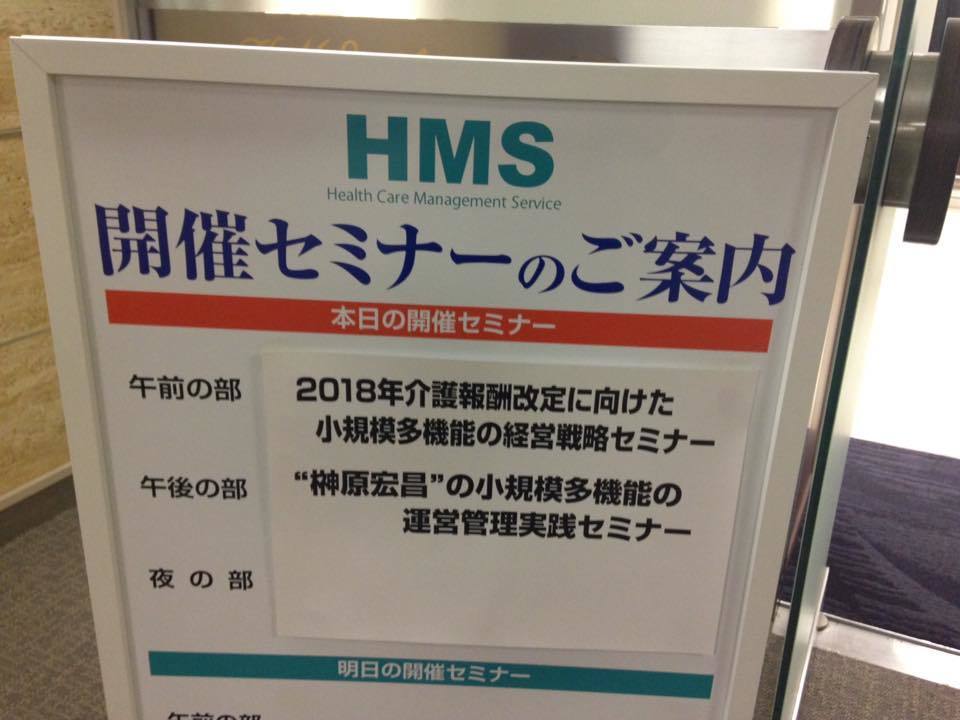 HMS
Health Care Management Service
開催セミナーのご案内
本日の開催セミナー
午前の部
2018年介護報酬改定に向けた
小規模多機能の経営戦略セミナー
午後の部
“榊原宏昌”の小規模多機能の
運営管理実践セミナー
夜の部
明日の開催セミナー
午前の部